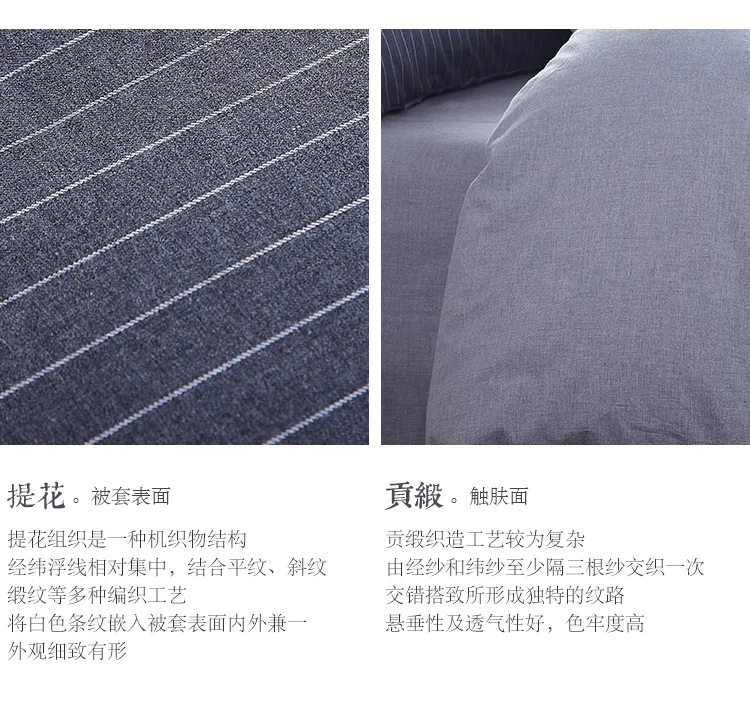 提花。被套表面
提花组织是一种机织物结构
经纬浮线相对集中，结合平纹、斜纹
缎纹等多种编织工艺
将白色条纹嵌入被套表面内外兼一
外观细致有形
貢緞。触肤面
贡缎织造工艺较为复杂
由经纱和纬纱至少隔三根纱交织一次
交错搭致所形成独特的纹路
悬垂性及透气性好，色牢度高